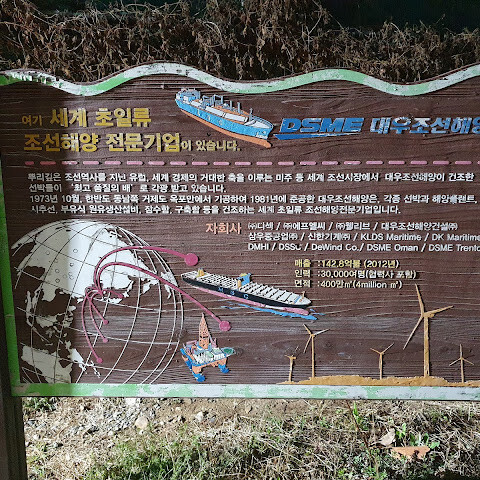 여기 세계 초일류
조선해양 전문기업이 있습니다.
DSME 대우조선해양
뿌리깊은 조선역사를 지닌 유럽, 세계 경제의 거대한 축을 이루는 미주 등 세계 조선시장에서 대우조선해양이 건조한
선박들이 '최고 품질의 배' 로 각광 받고 있습니다.
1973년 10월, 한반도 동남쪽 거제도 옥포만에서 기공하여 1981년에 준공한 대우조선해양은, 각종 선박과 해양플랜트,
시추선, 부유식 원유생산설비, 잠수함, 구축함 등을 건조하는 세계 초일류 조선해양전문기업입니다.
자회사 ㈜디섹 / ㈜에프엘씨 / ㈜웰리브 / 대우조선해양건설㈜
삼우중공업㈜ / 신한기계㈜ / KLDS Maritime / DK Maritime
DMHI / DSSC / DeWind Co. / DSME Oman / DSME Trenton
매출 : 142.8억불 (2012년)
인력 : 30,000여명(협력사 포함)
면적 : 400만㎡(4million ㎡)